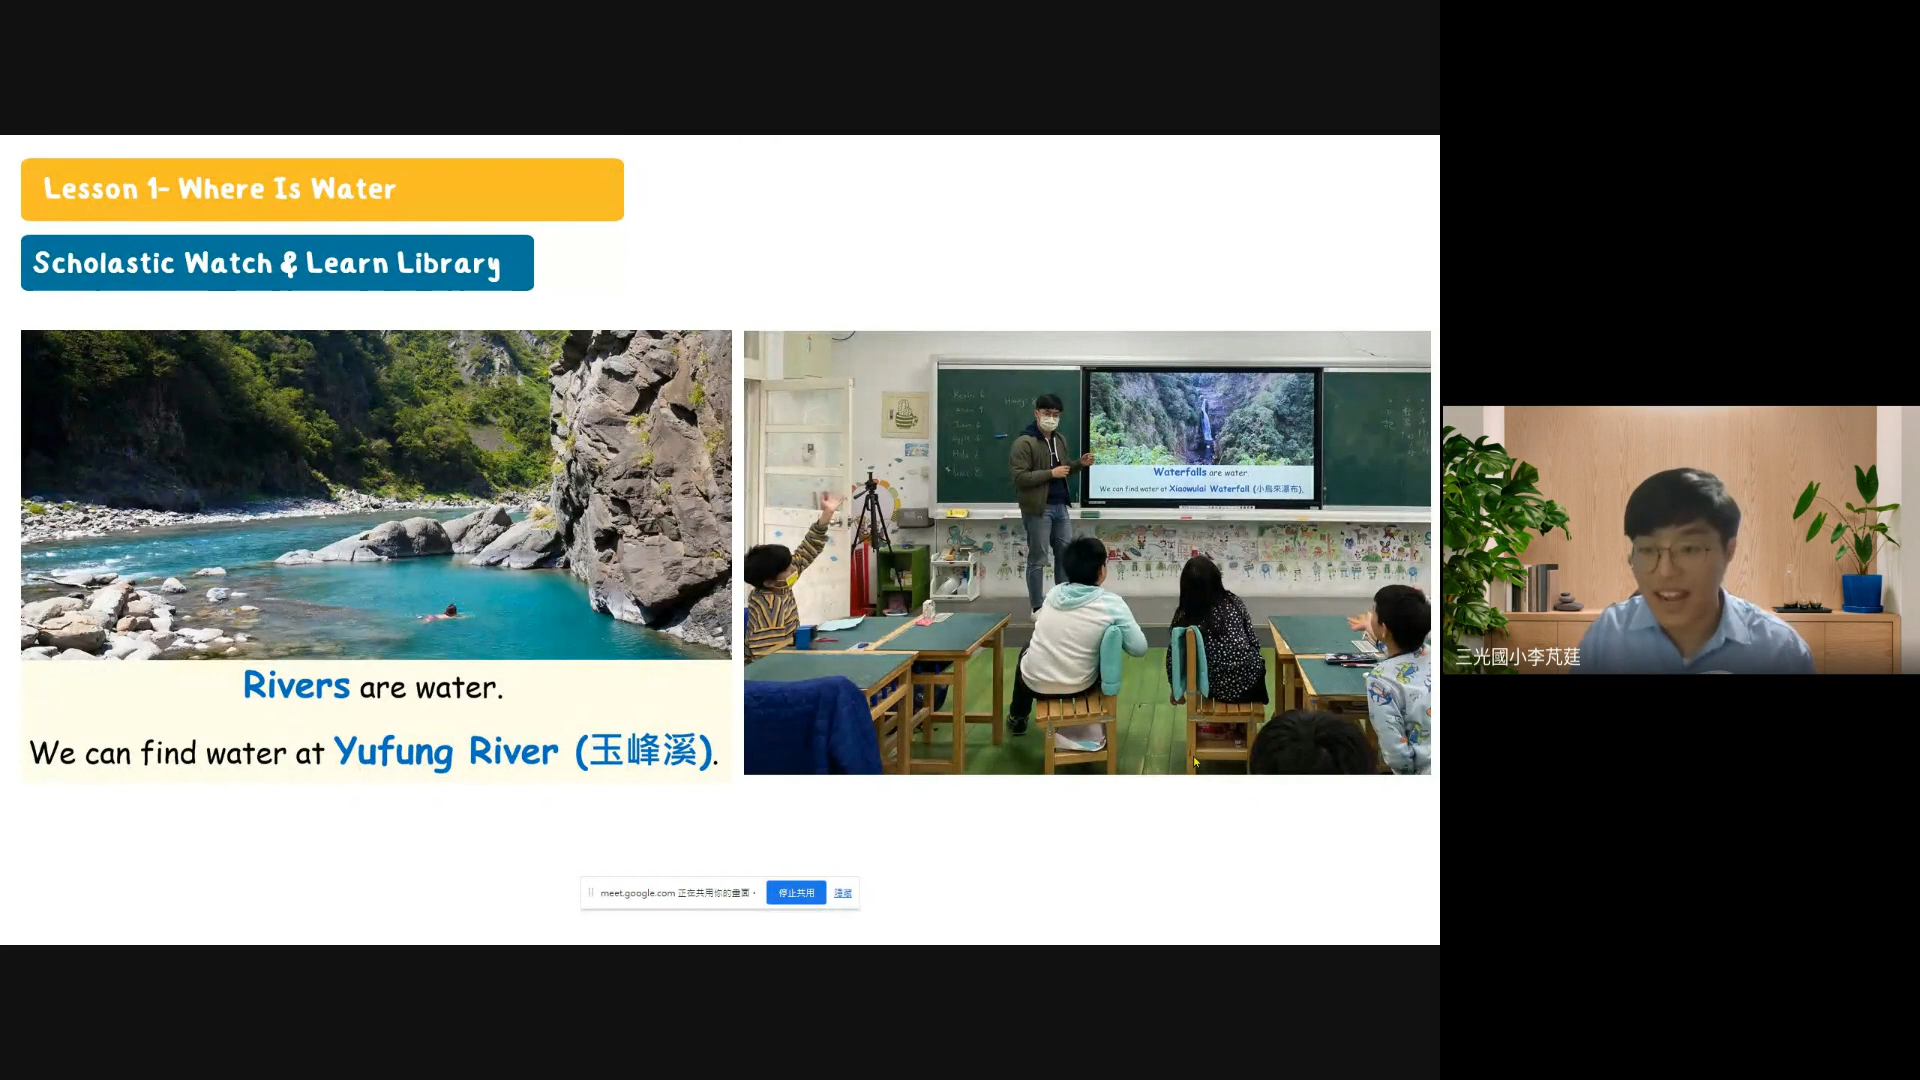 Lesson 1- Where Is Water
Scholastic Watch & Learn Library
Rivers are water.
We can find water at Yufung River (玉峰溪).
Waterfalls are water
We can find water at Xiaowulai Waterfall (小烏來瀑布).
三光國小李芃莛
meet.google.com 正在共用你的畫面。
停止共用
隱藏